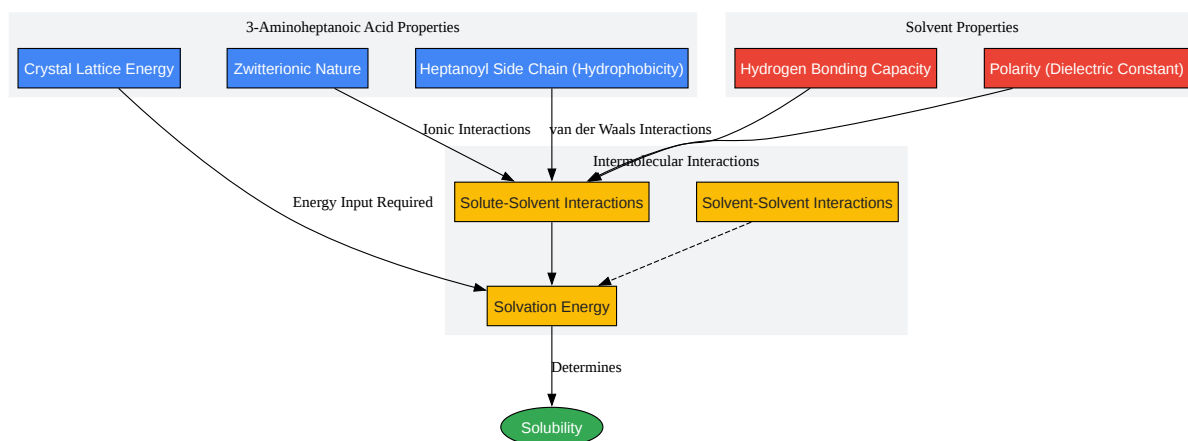 3-Aminoheptanoic Acid Properties
Solvent Properties
Crystal Lattice Energy
Zwitterionic Nature
Heptanoyl Side Chain (Hydrophobicity)
Hydrogen Bonding Capacity
Polarity (Dielectric Constant)
Ionic Interactions
van der Waals Interactions
Intermolecular Interactions
Energy Input Required
Solute-Solvent Interactions
Solvent-Solvent Interactions
Solvation Energy
Determines
Solubility